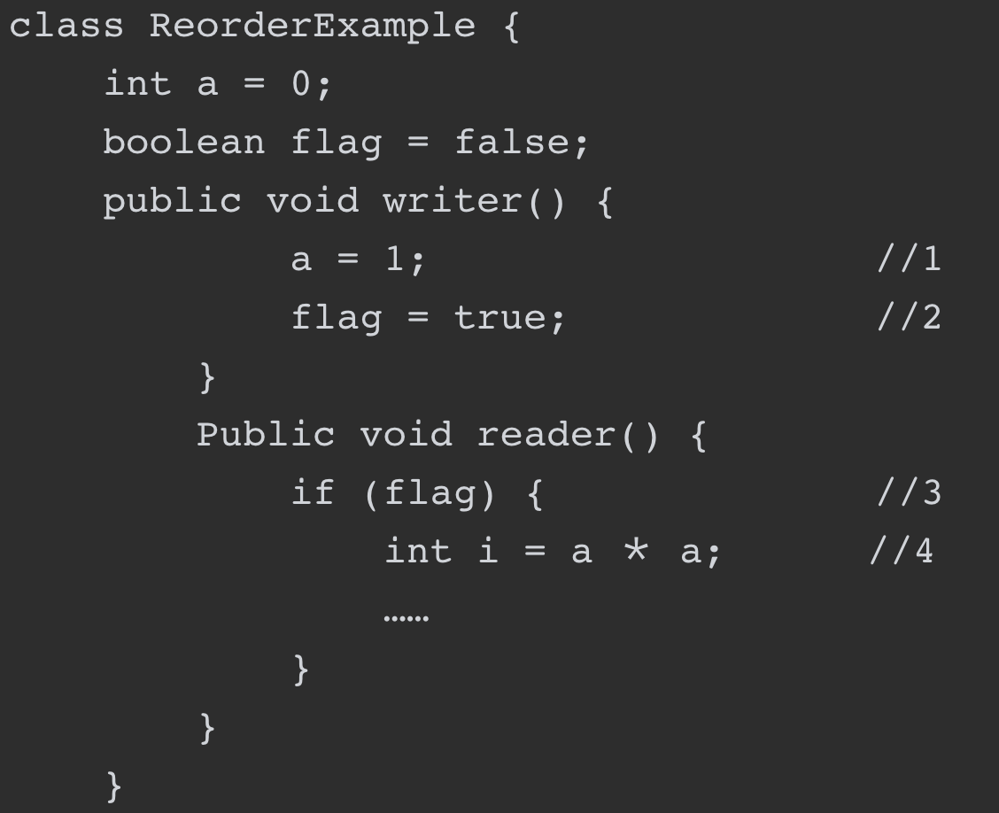 class ReorderExample {
int a = 0;
boolean flag = false;
public void writer() {
a = 1; //1
flag = true; //2
}
Public void reader() {
if (flag) { //3
int i = a * a; //4
……
}
}
}